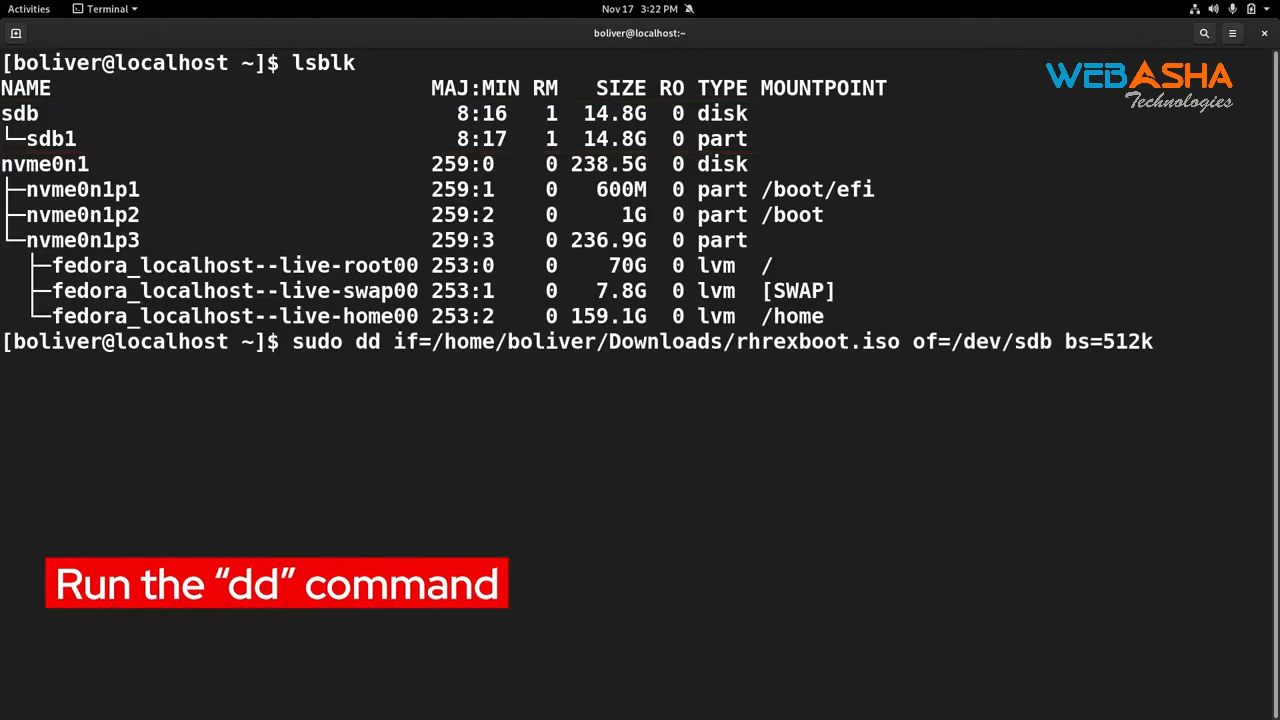 Activities Terminal Nov 17 3:22 PM
boliver@localhost:~
[boliver@localhost ~]$ lsblk
NAME MAJ:MIN RM SIZE RO TYPE MOUNTPOINT
sdb 8:16 1 14.8G 0 disk
└─sdb1 8:17 1 14.8G 0 part
nvme0n1 259:0 0 238.5G 0 disk
├─nvme0n1p1 259:1 0 600M 0 part /boot/efi
├─nvme0n1p2 259:2 0 1G 0 part /boot
└─nvme0n1p3 259:3 0 236.9G 0 part
├─fedora_localhost--live-root00 253:0 0 70G 0 lvm /
├─fedora_localhost--live-swap00 253:1 0 7.8G 0 lvm [SWAP]
└─fedora_localhost--live-home00 253:2 0 159.1G 0 lvm /home
[boliver@localhost ~]$ sudo dd if=/home/boliver/Downloads/rhrexboot.iso of=/dev/sdb bs=512k
WEBASHA
Technologies
Run the “dd” command